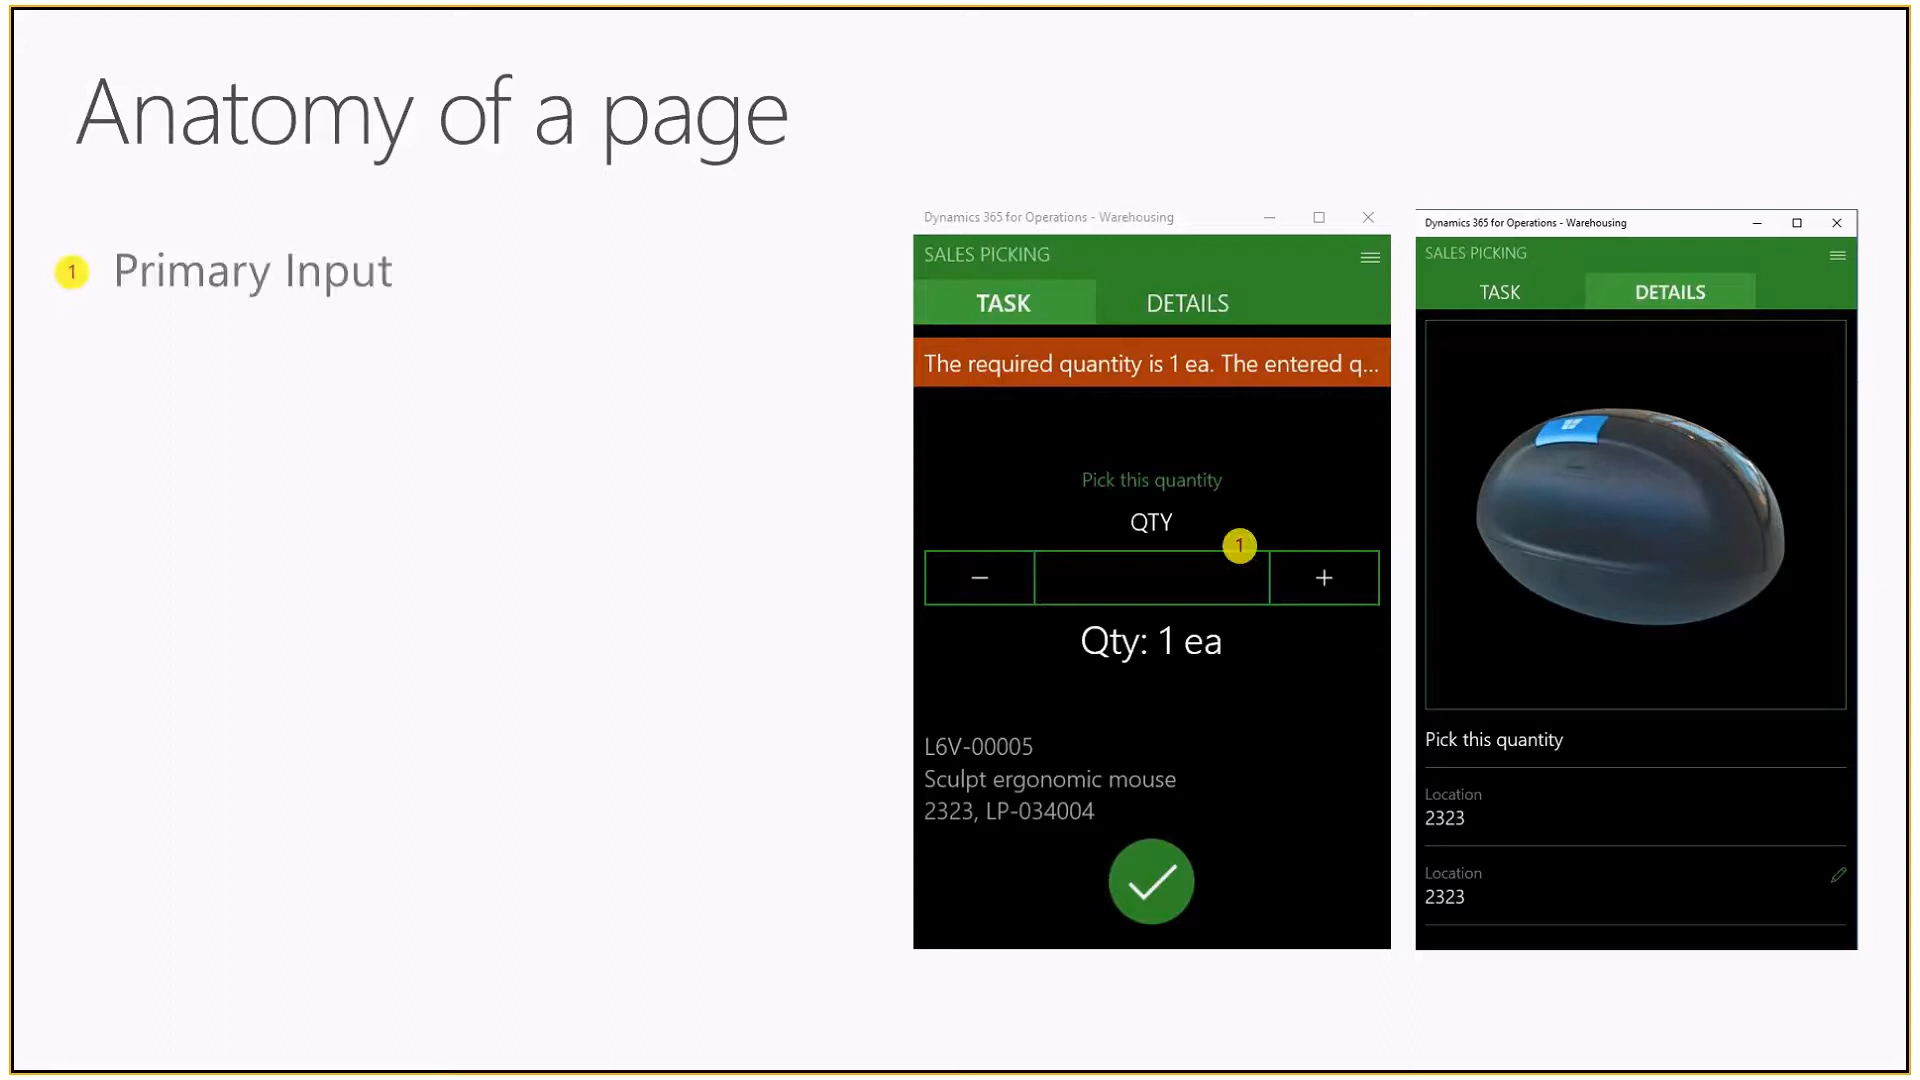 Anatomy of a page
1 Primary Input
Dynamics 365 for Operations - Warehousing
SALES PICKING
TASK DETAILS
The required quantity is 1 ea. The entered q...
Pick this quantity
QTY
1
− +
Qty: 1 ea
L6V-00005
Sculpt ergonomic mouse
2323, LP-034004
Dynamics 365 for Operations - Warehousing
SALES PICKING
TASK DETAILS
Pick this quantity
Location
2323
Location
2323